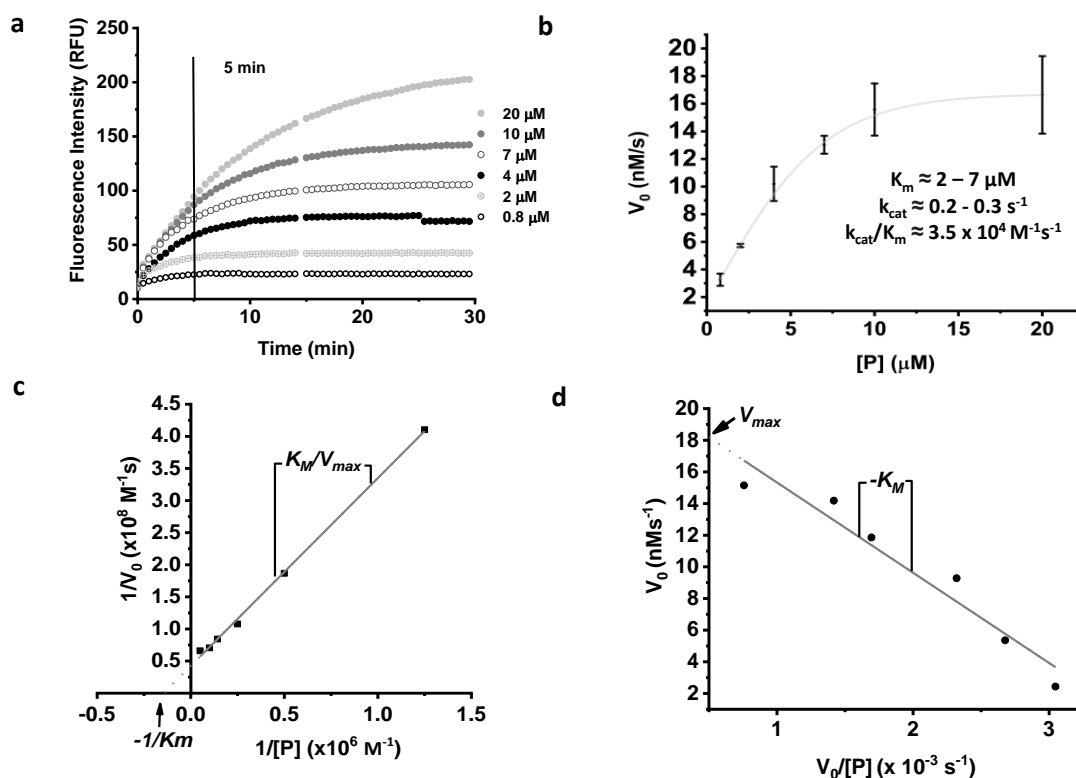 a
Fluorescence Intensity (RFU)
250
200
150
100
50
0
5 min
20 μM
10 μM
7 μM
4 μM
2 μM
0.8 μM
0
10
20
30
Time (min)
b
V₀ (nM/s)
20
18
16
14
12
10
8
6
4
2
Kₘ ≈ 2 – 7 μM
k꜀ₐₜ ≈ 0.2 - 0.3 s⁻¹
k꜀ₐₜ/Kₘ ≈ 3.5 x 10⁴ M⁻¹s⁻¹
0
5
10
15
20
[P] (μM)
c
1/V₀ (x10⁸ M⁻¹s)
4.5
4.0
3.5
3.0
2.5
2.0
1.5
1.0
0.5
K_M/V_max
-0.5
0.0
0.5
1.0
1.5
-1/Km
1/[P] (x10⁶ M⁻¹)
d
V₀ (nMs⁻¹)
20
18
16
14
12
10
8
6
4
2
V_max
-K_M
1
2
3
V₀/[P] (x 10⁻³ s⁻¹)